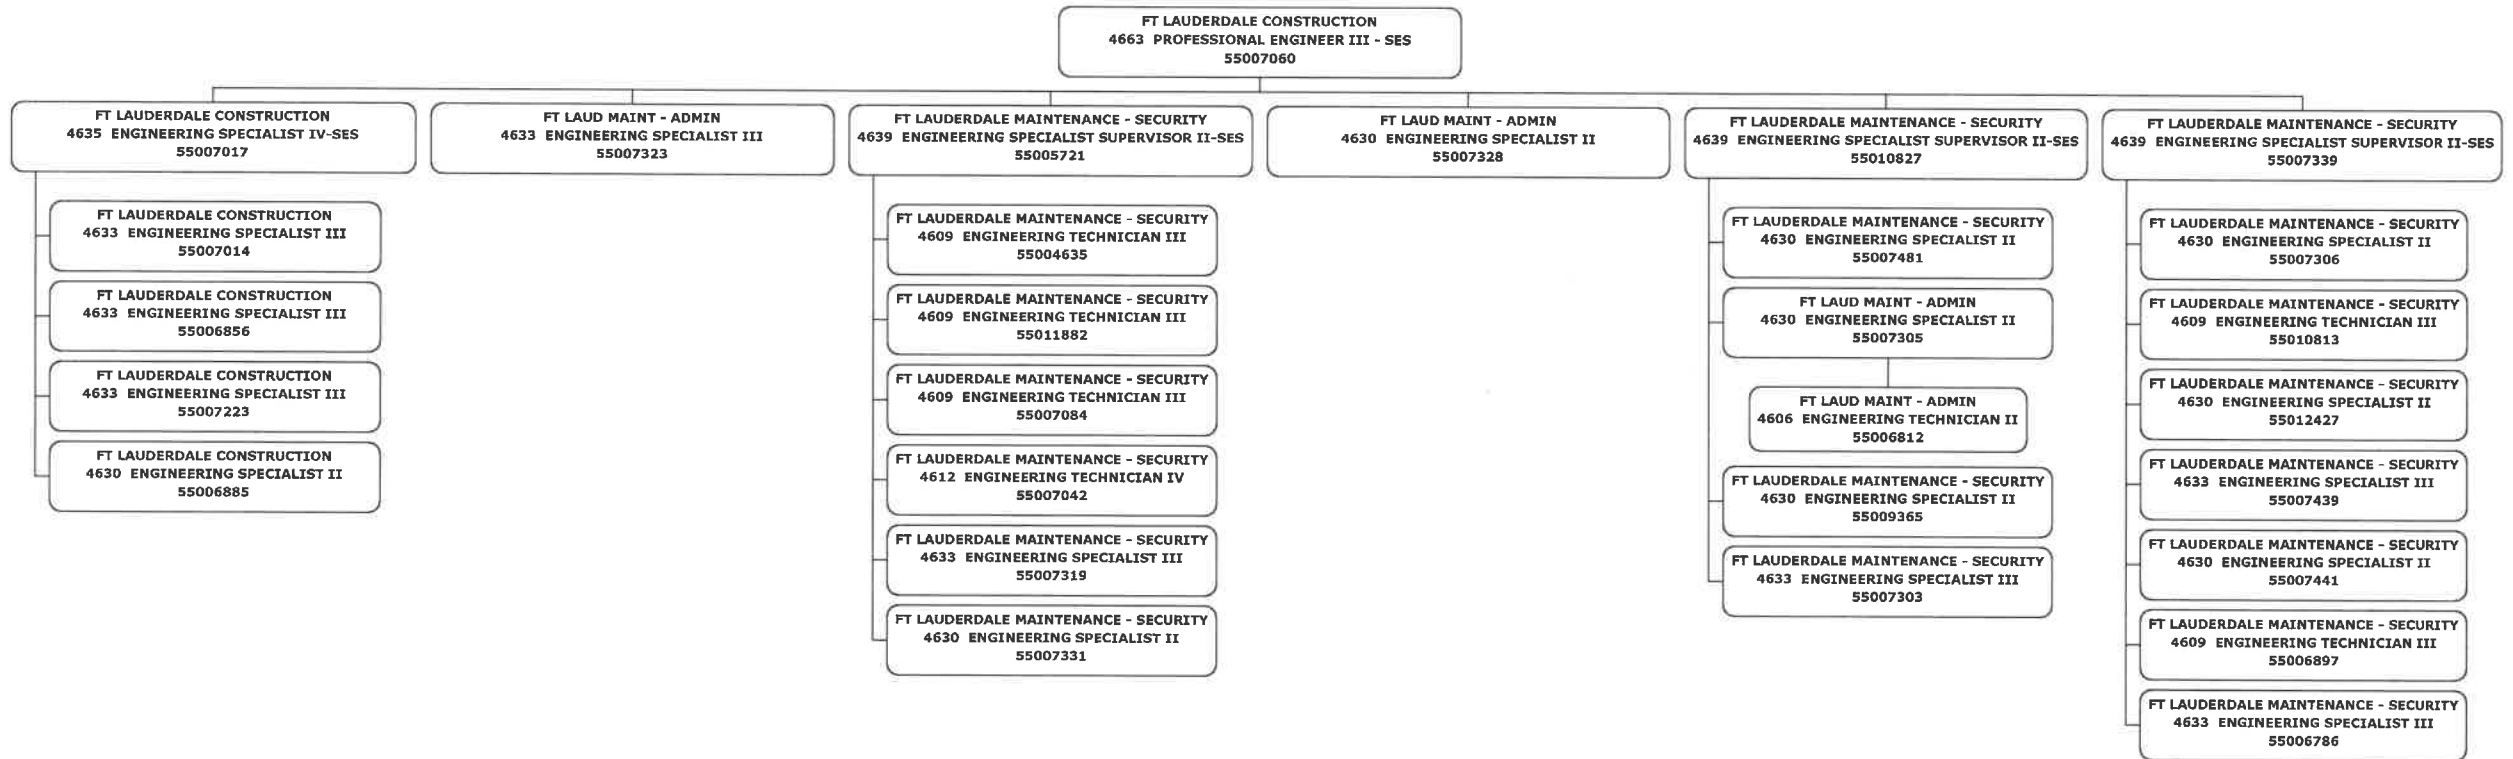 FT LAUDERDALE CONSTRUCTION
4663 PROFESSIONAL ENGINEER III - SES
55007060
FT LAUDERDALE CONSTRUCTION
4635 ENGINEERING SPECIALIST IV-SES
55007017
FT LAUD MAINT - ADMIN
4633 ENGINEERING SPECIALIST III
55007323
FT LAUDERDALE MAINTENANCE - SECURITY
4639 ENGINEERING SPECIALIST SUPERVISOR II-SES
55005721
FT LAUD MAINT - ADMIN
4630 ENGINEERING SPECIALIST II
55007328
FT LAUDERDALE MAINTENANCE - SECURITY
4639 ENGINEERING SPECIALIST SUPERVISOR II-SES
55010827
FT LAUDERDALE MAINTENANCE - SECURITY
4639 ENGINEERING SPECIALIST SUPERVISOR II-SES
55007339
FT LAUDERDALE CONSTRUCTION
4633 ENGINEERING SPECIALIST III
55007014
FT LAUDERDALE CONSTRUCTION
4633 ENGINEERING SPECIALIST III
55006856
FT LAUDERDALE CONSTRUCTION
4633 ENGINEERING SPECIALIST III
55007223
FT LAUDERDALE CONSTRUCTION
4630 ENGINEERING SPECIALIST II
55006885
FT LAUDERDALE MAINTENANCE - SECURITY
4609 ENGINEERING TECHNICIAN III
55004635
FT LAUDERDALE MAINTENANCE - SECURITY
4609 ENGINEERING TECHNICIAN III
55011882
FT LAUDERDALE MAINTENANCE - SECURITY
4609 ENGINEERING TECHNICIAN III
55007084
FT LAUDERDALE MAINTENANCE - SECURITY
4612 ENGINEERING TECHNICIAN IV
55007042
FT LAUDERDALE MAINTENANCE - SECURITY
4633 ENGINEERING SPECIALIST III
55007319
FT LAUDERDALE MAINTENANCE - SECURITY
4630 ENGINEERING SPECIALIST II
55007331
FT LAUDERDALE MAINTENANCE - SECURITY
4630 ENGINEERING SPECIALIST II
55007481
FT LAUD MAINT - ADMIN
4630 ENGINEERING SPECIALIST II
55007305
FT LAUD MAINT - ADMIN
4606 ENGINEERING TECHNICIAN II
55006812
FT LAUDERDALE MAINTENANCE - SECURITY
4630 ENGINEERING SPECIALIST II
55009365
FT LAUDERDALE MAINTENANCE - SECURITY
4633 ENGINEERING SPECIALIST III
55007303
FT LAUDERDALE MAINTENANCE - SECURITY
4630 ENGINEERING SPECIALIST II
55007306
FT LAUDERDALE MAINTENANCE - SECURITY
4609 ENGINEERING TECHNICIAN III
55010813
FT LAUDERDALE MAINTENANCE - SECURITY
4630 ENGINEERING SPECIALIST II
55012427
FT LAUDERDALE MAINTENANCE - SECURITY
4633 ENGINEERING SPECIALIST III
55007439
FT LAUDERDALE MAINTENANCE - SECURITY
4630 ENGINEERING SPECIALIST II
55007441
FT LAUDERDALE MAINTENANCE - SECURITY
4609 ENGINEERING TECHNICIAN III
55006897
FT LAUDERDALE MAINTENANCE - SECURITY
4633 ENGINEERING SPECIALIST III
55006786